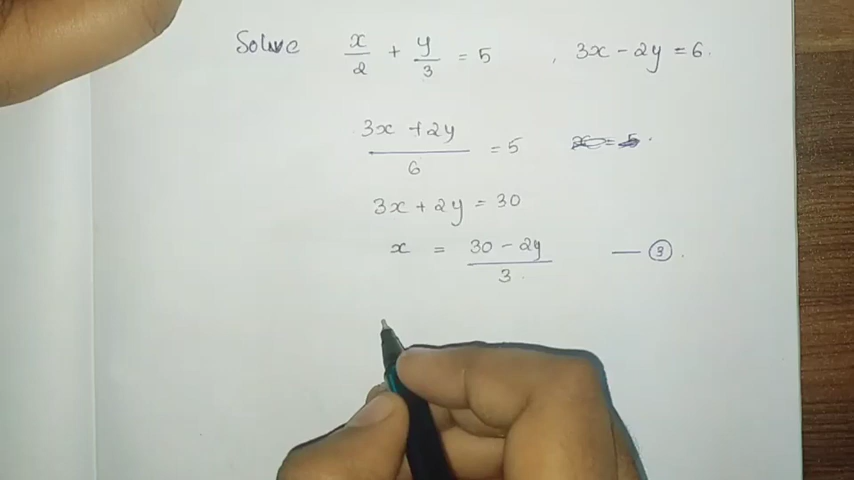 Solve x/2 + y/3 = 5 , 3x - 2y = 6.
(3x + 2y)/6 = 5
3x + 2y = 30
x = (30 - 2y)/3 — ③.